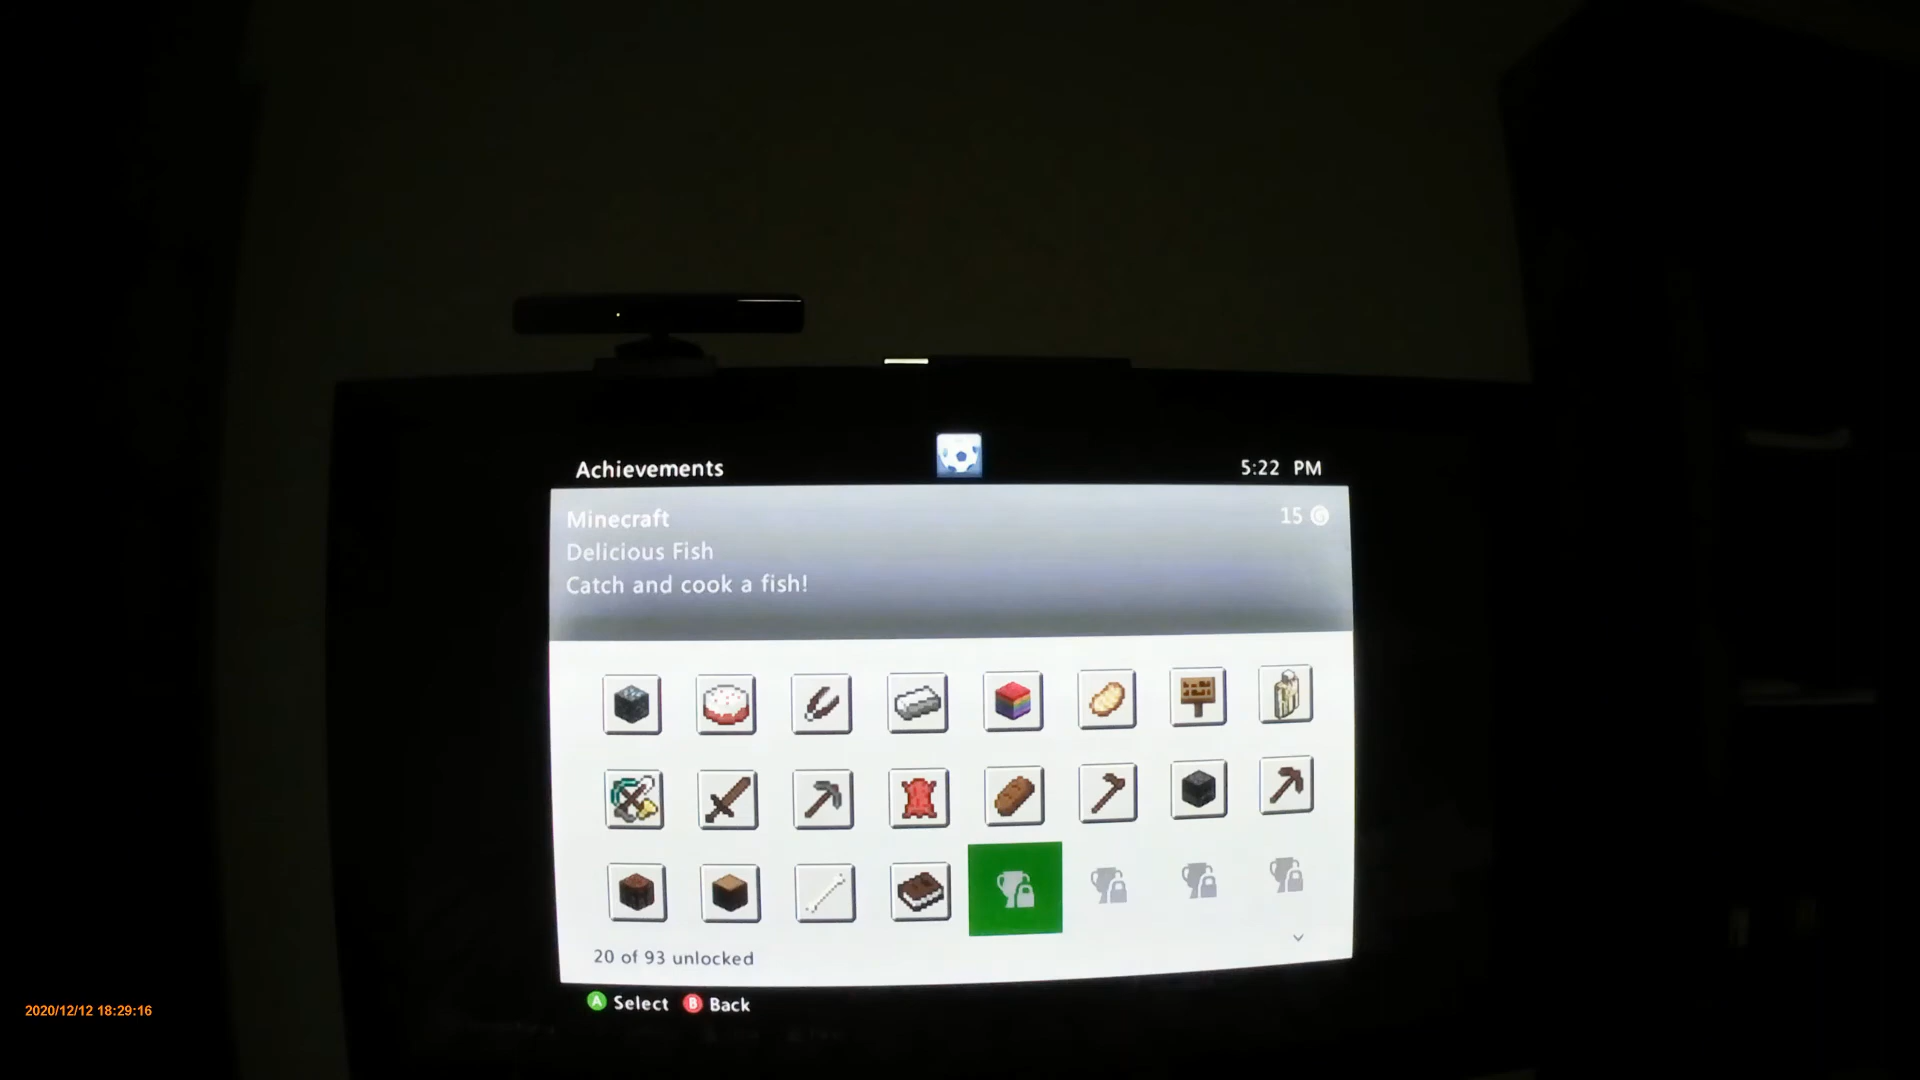 Achievements
5:22 PM
Minecraft
15 G
Delicious Fish
Catch and cook a fish!
20 of 93 unlocked
A Select B Back
2020/12/12 18:29:16